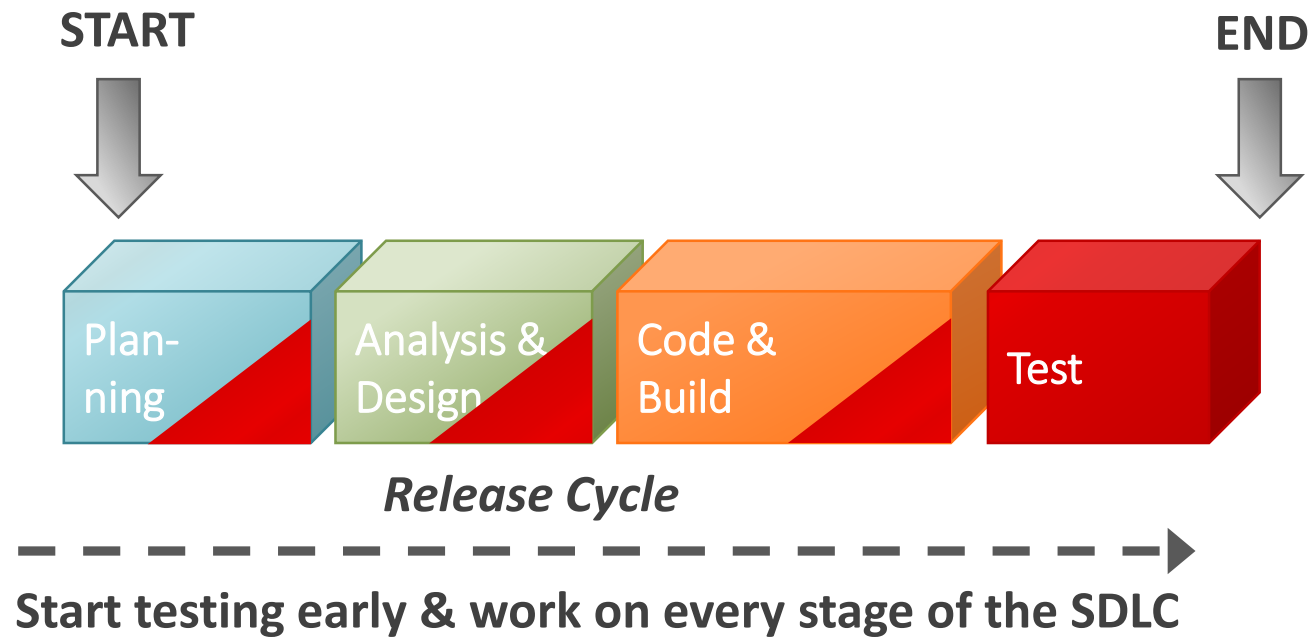 START
END
Plan-
ning
Analysis &
Design
Code &
Build
Test
Release Cycle
Start testing early & work on every stage of the SDLC